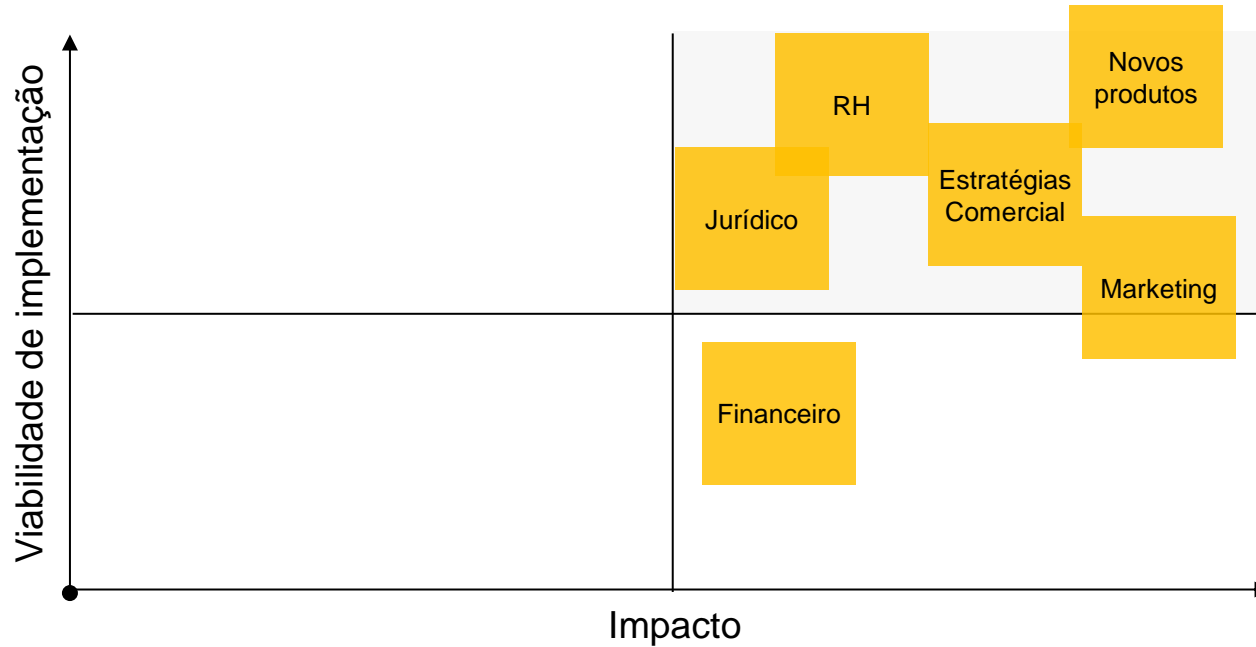 Viabilidade de implementação
Novos
produtos
RH
Estratégias
Comercial
Jurídico
Marketing
Financeiro
Impacto